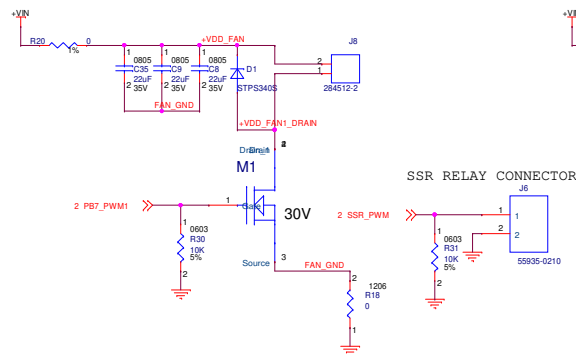 +VIN
+VI
R20
0
1%
+VDD_FAN
J8
1
0805
C35
22uF
35V
2
1
0805
C9
22uF
35V
2
1
0805
C8
22uF
35V
2
D1
STPS340S
2
1
284512-2
FAN_GND
+VDD_FAN1_DRAIN
Drain
M1
SSR RELAY CONNECTOR
J6
2 PB7_PWM1
1
Gate
30V
2 SSR_PWM
1
1
2
2
55935-0210
1
0603
R30
10K
5%
2
1
0603
R31
10K
5%
2
Source
3
FAN_GND
2
1206
R18
0
1